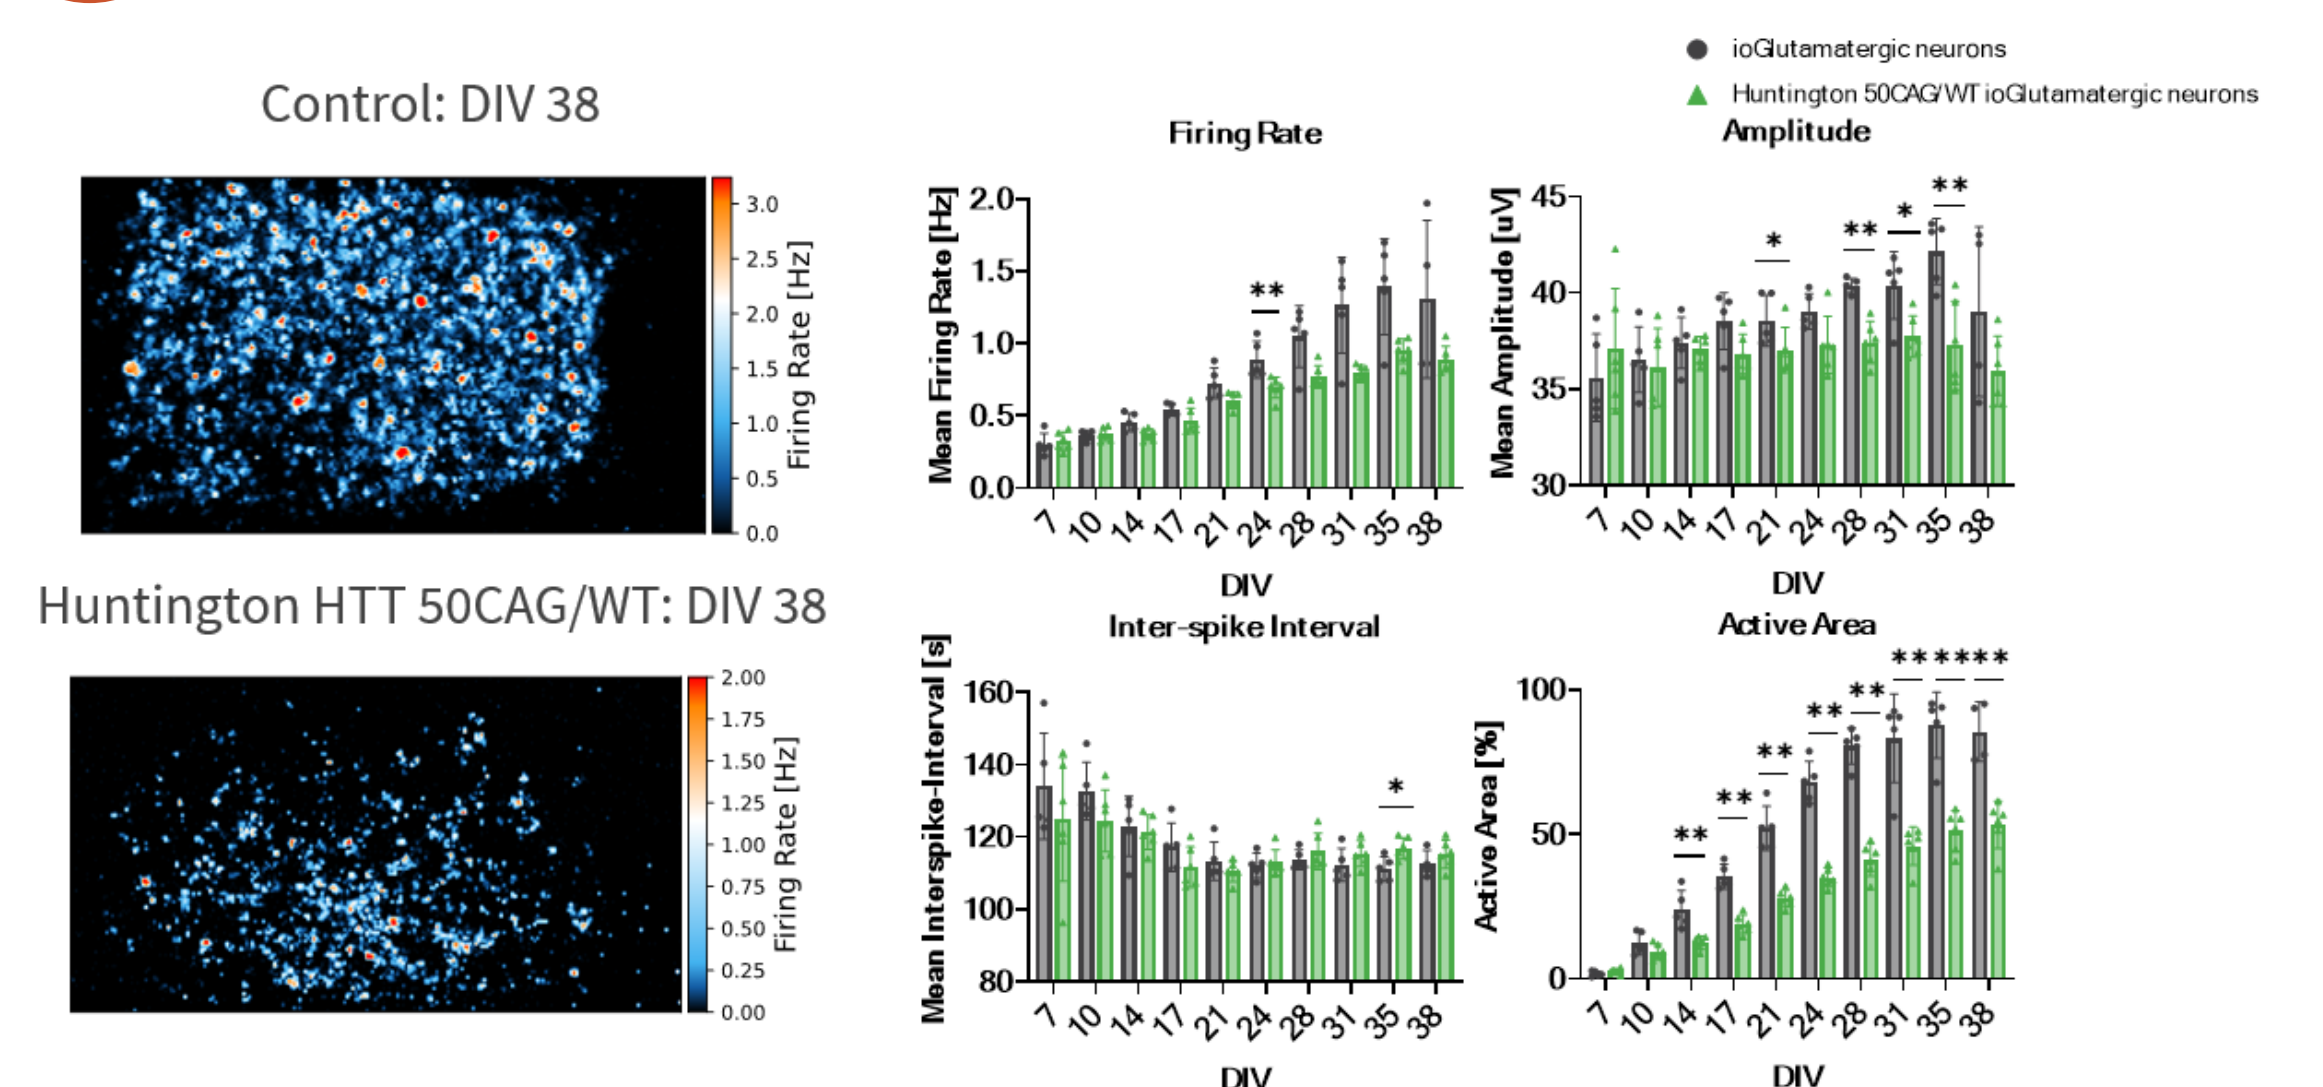 ioGlutamatergic neurons
Huntington 50CAG/WT ioGlutamatergic neurons
Control: DIV 38
3.0
2.5
2.0
1.5
1.0
0.5
0.0
Firing Rate [Hz]
Huntington HTT 50CAG/WT: DIV 38
2.00
1.75
1.50
1.25
1.00
0.75
0.50
0.25
0.00
Firing Rate [Hz]
Firing Rate
Mean Firing Rate [Hz]
2.0
1.5
1.0
0.5
0.0
**
7 10 14 17 21 24 28 31 35 38
DIV
Amplitude
Mean Amplitude [uV]
45
40
35
30
* ** * **
7 10 14 17 21 24 28 31 35 38
DIV
Inter-spike Interval
Mean Interspike-Interval [s]
160
140
120
100
80
*
7 10 14 17 21 24 28 31 35 38
DIV
Active Area
Active Area [%]
100
50
0
** ** ** ** ** ** ** **
7 10 14 17 21 24 28 31 35 38
DIV